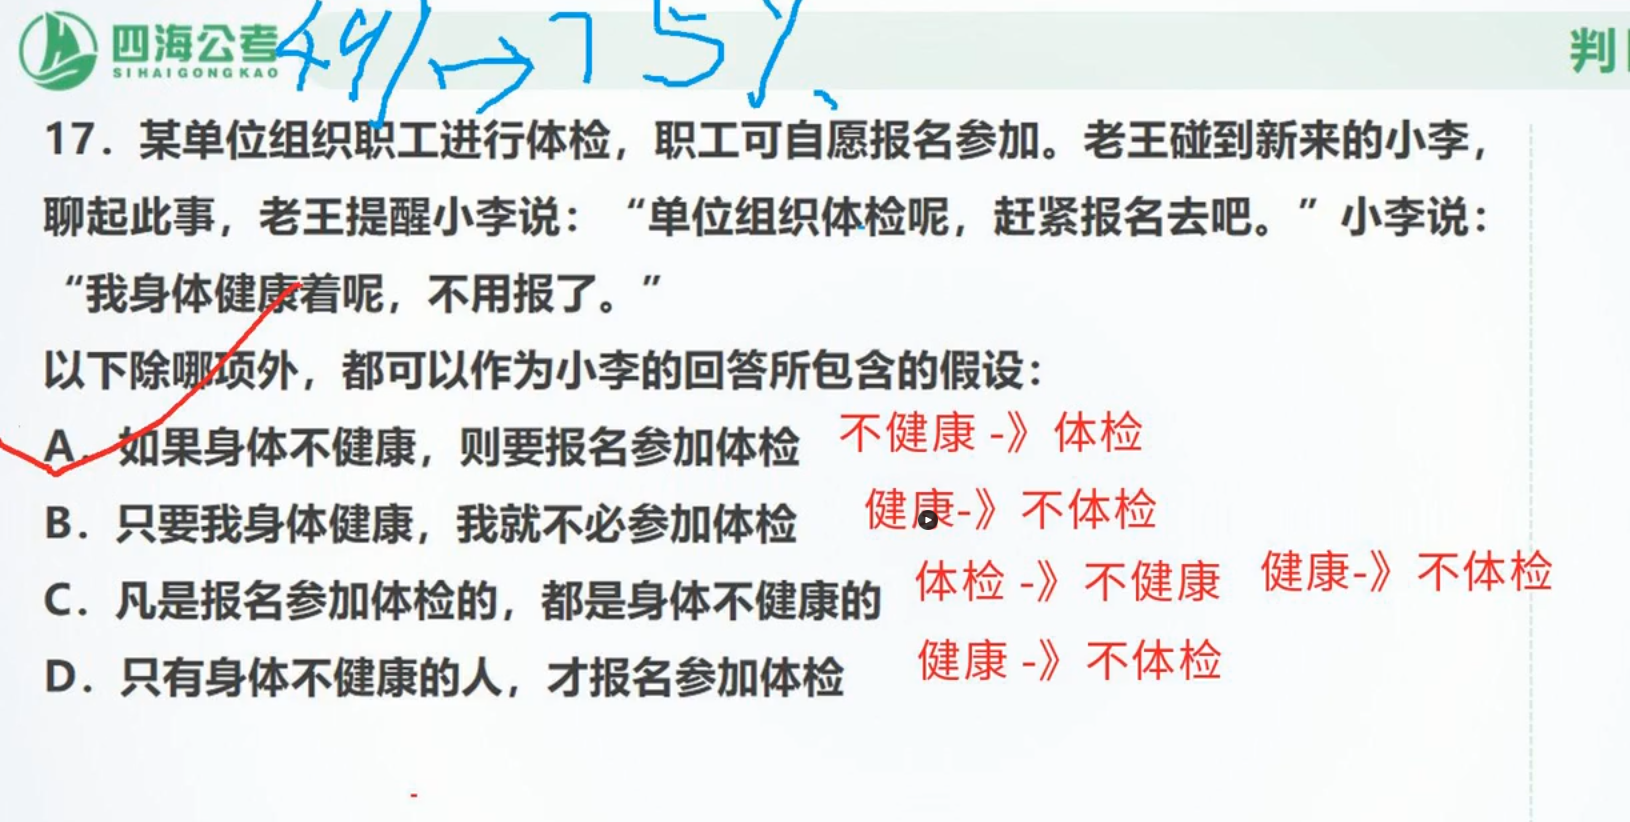 四海公考
SIHAIGONGKAO
判
17. 某单位组织职工进行体检，职工可自愿报名参加。老王碰到新来的小李，
聊起此事，老王提醒小李说：“单位组织体检呢，赶紧报名去吧。”小李说：
“我身体健康着呢，不用报了。”
以下除哪项外，都可以作为小李的回答所包含的假设：
A. 如果身体不健康，则要报名参加体检 不健康 -》体检
B. 只要我身体健康，我就不必参加体检 健康-》不体检
C. 凡是报名参加体检的，都是身体不健康的 体检 -》不健康 健康-》不体检
D. 只有身体不健康的人，才报名参加体检 健康 -》不体检